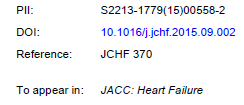 PII: S2213-1779(15)00558-2
DOI: 10.1016/j.jchf.2015.09.002
Reference: JCHF 370
To appear in: JACC: Heart Failure